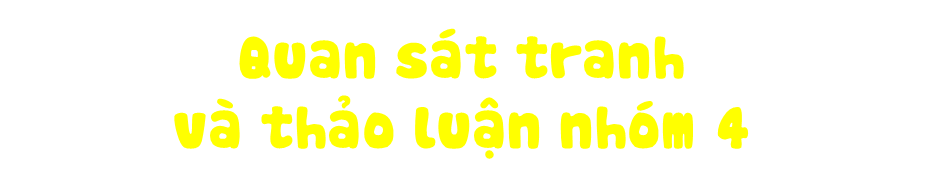 Quan sát tranh
và thảo luận nhóm 4